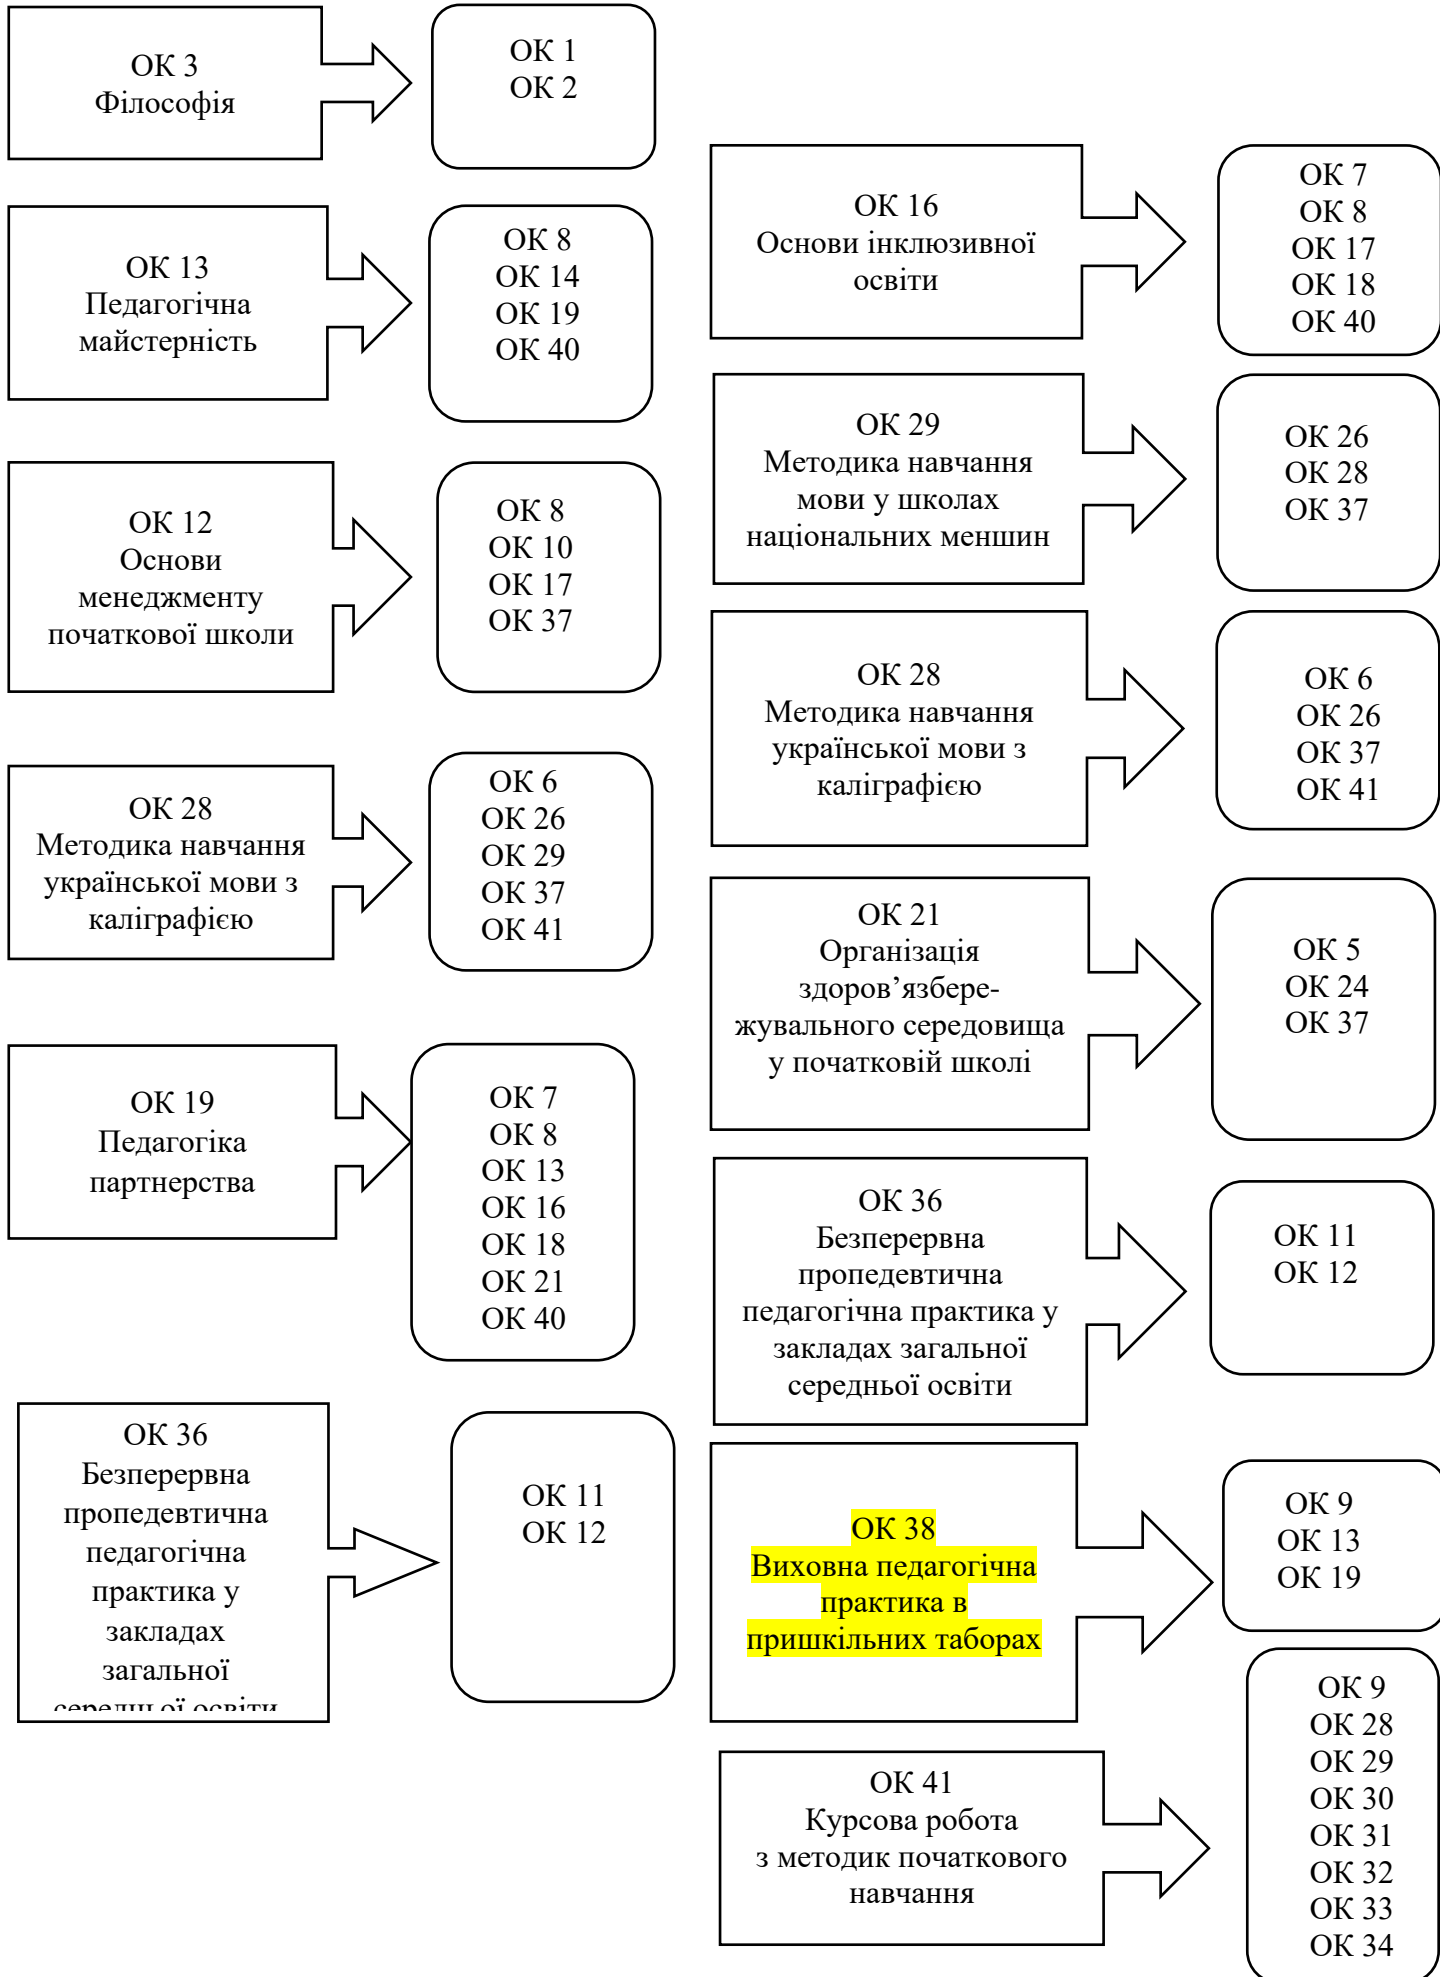 ОК 3
Філософія
ОК 1
ОК 2
ОК 13
Педагогічна
майстерність
ОК 8
ОК 14
ОК 19
ОК 40
ОК 12
Основи
менеджменту
початкової школи
ОК 8
ОК 10
ОК 17
ОК 37
ОК 28
Методика навчання
української мови з
каліграфією
ОК 6
ОК 26
ОК 29
ОК 37
ОК 41
ОК 19
Педагогіка
партнерства
ОК 7
ОК 8
ОК 13
ОК 16
ОК 18
ОК 21
ОК 40
ОК 36
Безперервна
пропедевтична
педагогічна
практика у
закладах
загальної
середньої освіти
ОК 11
ОК 12
ОК 16
Основи інклюзивної
освіти
ОК 7
ОК 8
ОК 17
ОК 18
ОК 40
ОК 29
Методика навчання
мови у школах
національних меншин
ОК 26
ОК 28
ОК 37
ОК 28
Методика навчання
української мови з
каліграфією
ОК 6
ОК 26
ОК 37
ОК 41
ОК 21
Організація
здоров’язбере-
жувального середовища
у початковій школі
ОК 5
ОК 24
ОК 37
ОК 36
Безперервна
пропедевтична
педагогічна практика у
закладах загальної
середньої освіти
ОК 11
ОК 12
ОК 38
Виховна педагогічна
практика в
пришкільних таборах
ОК 9
ОК 13
ОК 19
ОК 41
Курсова робота
з методик початкового
навчання
ОК 9
ОК 28
ОК 29
ОК 30
ОК 31
ОК 32
ОК 33
ОК 34